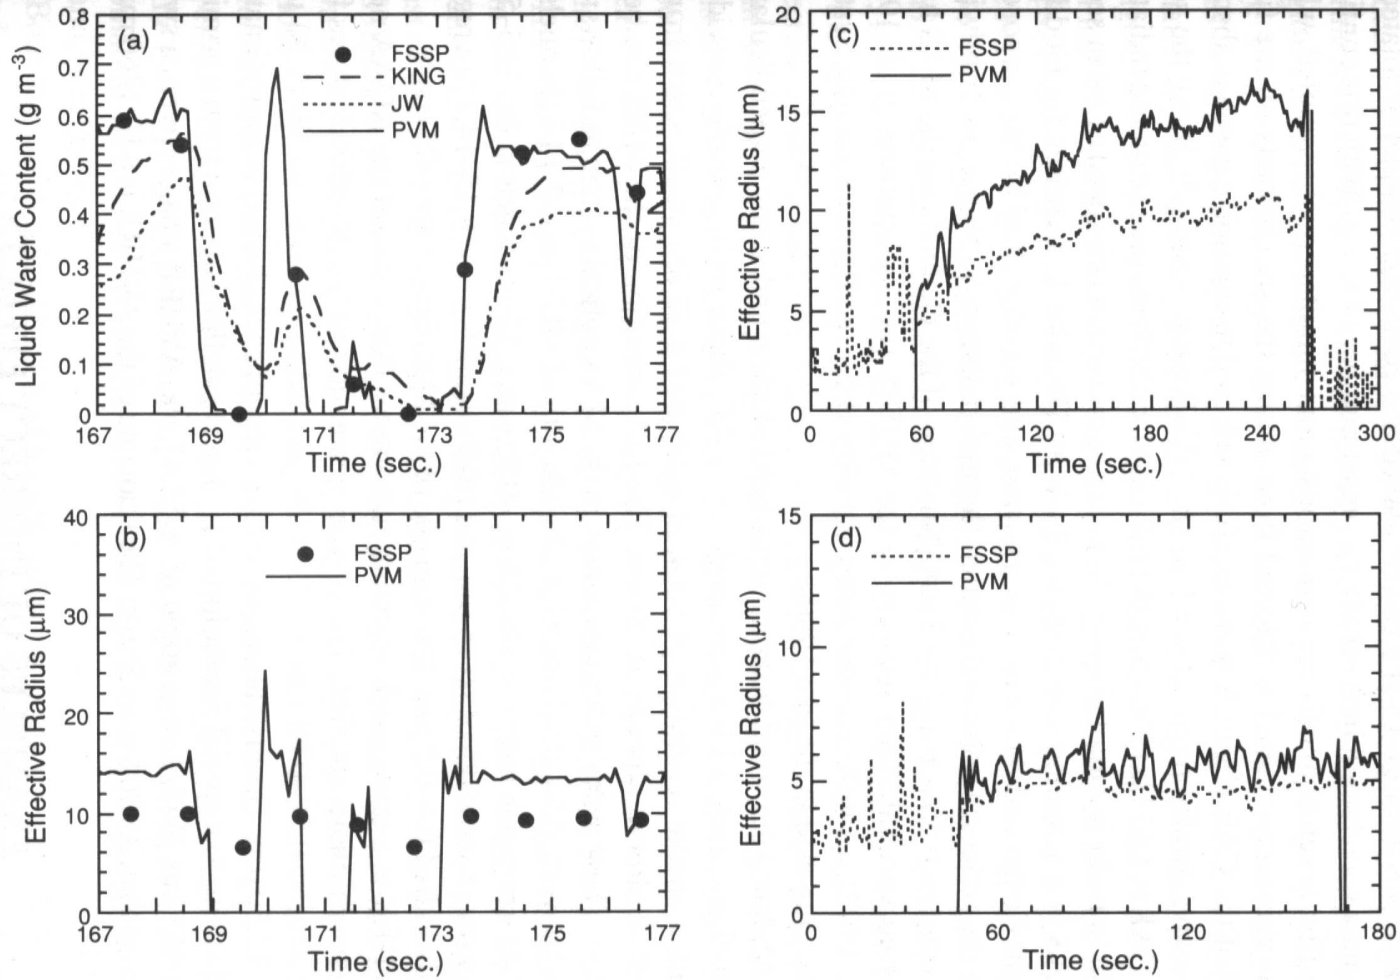 (a)
FSSP
KING
JW
PVM
Liquid Water Content (g m-3)
0.8
0.7
0.6
0.5
0.4
0.3
0.2
0.1
0
167 169 171 173 175 177
Time (sec.)
(c)
FSSP
PVM
Effective Radius (μm)
20
15
10
5
0
0 60 120 180 240 300
Time (sec.)
(b)
FSSP
PVM
Effective Radius (μm)
40
30
20
10
0
167 169 171 173 175 177
Time (sec.)
(d)
FSSP
PVM
Effective Radius (μm)
15
10
5
0
0 60 120 180
Time (sec.)